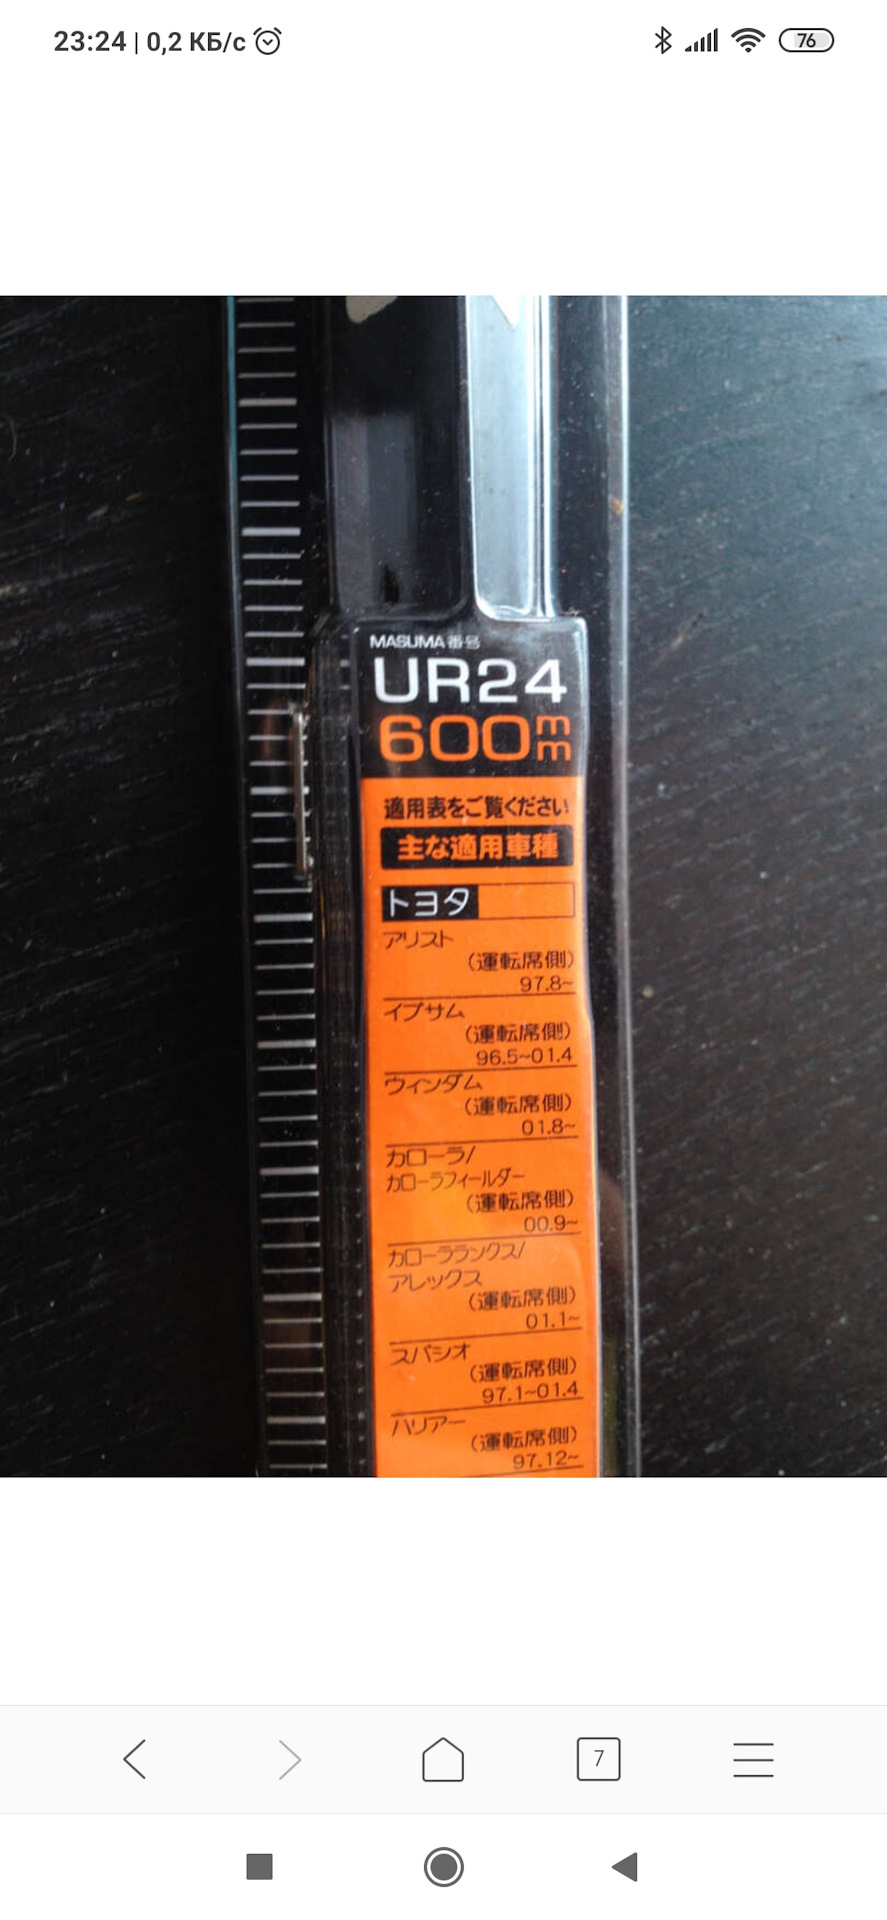 23:24 | 0,2 КБ/с
76
MASUMA番号
UR24
600mm
適用表をご覧ください
主な適用車種
トヨタ
アリスト
(運転席側)
97.8~
イプサム
(運転席側)
96.5~01.4
ウィンダム
(運転席側)
01.8~
カローラ/
カローラフィールダー
(運転席側)
00.9~
カローラランクス/
アレックス
(運転席側)
01.1~
スパシオ
(運転席側)
97.1~01.4
ハリアー
(運転席側)
97.12~
7